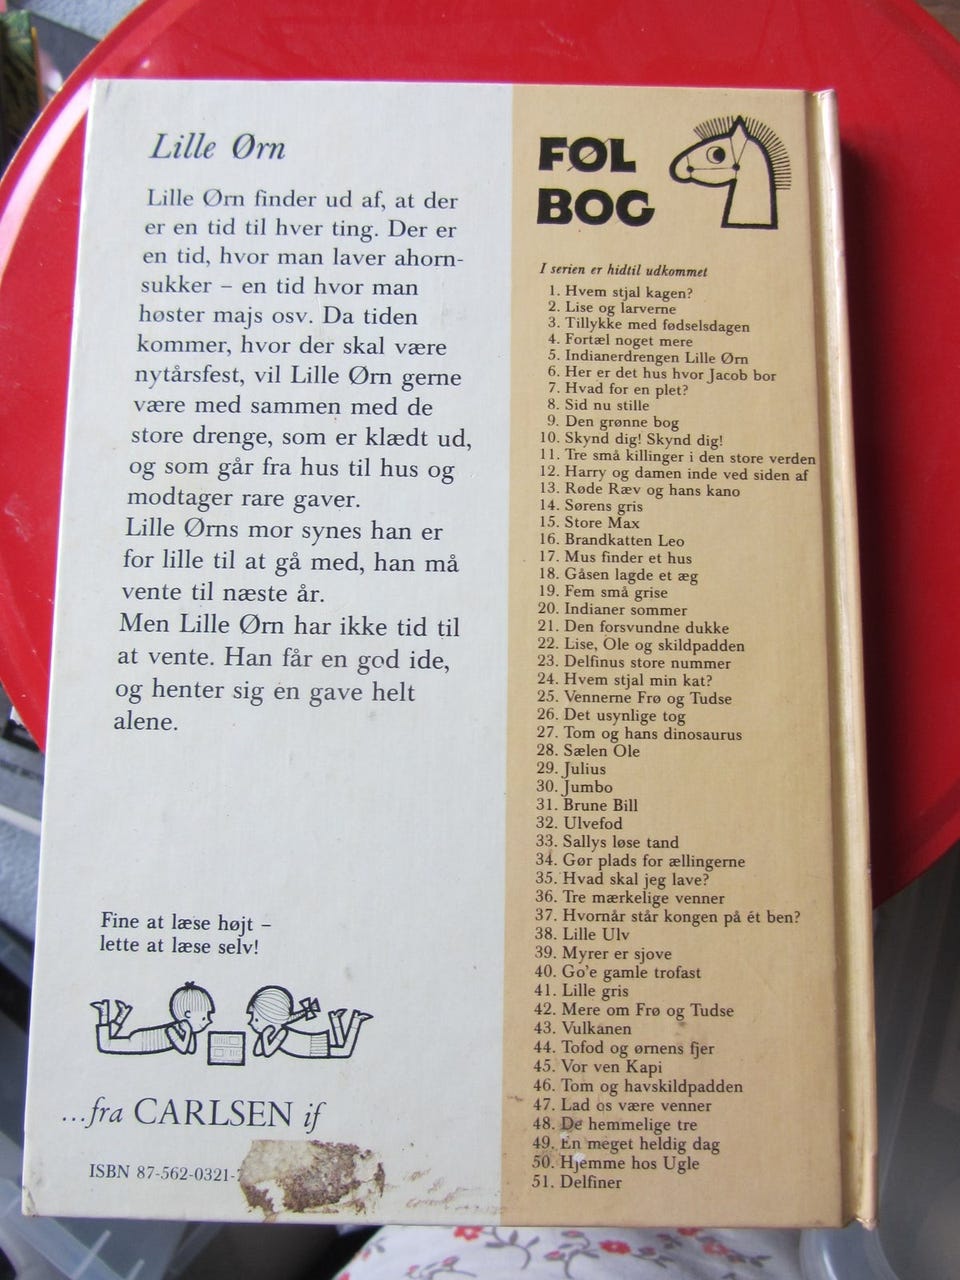 Lille Ørn
Lille Ørn finder ud af, at der
er en tid til hver ting. Der er
en tid, hvor man laver ahorn-
sukker – en tid hvor man
høster majs osv. Da tiden
kommer, hvor der skal være
nytårsfest, vil Lille Ørn gerne
være med sammen med de
store drenge, som er klædt ud,
og som går fra hus til hus og
modtager rare gaver.
Lille Ørns mor synes han er
for lille til at gå med, han må
vente til næste år.
Men Lille Ørn har ikke tid til
at vente. Han får en god ide,
og henter sig en gave helt
alene.
Fine at læse højt –
lette at læse selv!
...fra CARLSEN if
ISBN 87-562-0321-
FØL
BOG
I serien er hidtil udkommet
1. Hvem stjal kagen?
2. Lise og larverne
3. Tillykke med fødselsdagen
4. Fortæl noget mere
5. Indianerdrengen Lille Ørn
6. Her er det hus hvor Jacob bor
7. Hvad for en plet?
8. Sid nu stille
9. Den grønne bog
10. Skynd dig! Skynd dig!
11. Tre små killinger i den store verden
12. Harry og damen inde ved siden af
13. Røde Ræv og hans kano
14. Sørens gris
15. Store Max
16. Brandkatten Leo
17. Mus finder et hus
18. Gåsen lagde et æg
19. Fem små grise
20. Indianer sommer
21. Den forsvundne dukke
22. Lise, Ole og skildpadden
23. Delfinus store nummer
24. Hvem stjal min kat?
25. Vennerne Frø og Tudse
26. Det usynlige tog
27. Tom og hans dinosaurus
28. Sælen Ole
29. Julius
30. Jumbo
31. Brune Bill
32. Ulvefod
33. Sallys løse tand
34. Gør plads for ællingerne
35. Hvad skal jeg lave?
36. Tre mærkelige venner
37. Hvornår står kongen på ét ben?
38. Lille Ulv
39. Myrer er sjove
40. Go'e gamle trofast
41. Lille gris
42. Mere om Frø og Tudse
43. Vulkanen
44. Tofod og ørnens fjer
45. Vor ven Kapi
46. Tom og havskildpadden
47. Lad os være venner
48. De hemmelige tre
49. En meget heldig dag
50. Hjemme hos Ugle
51. Delfiner